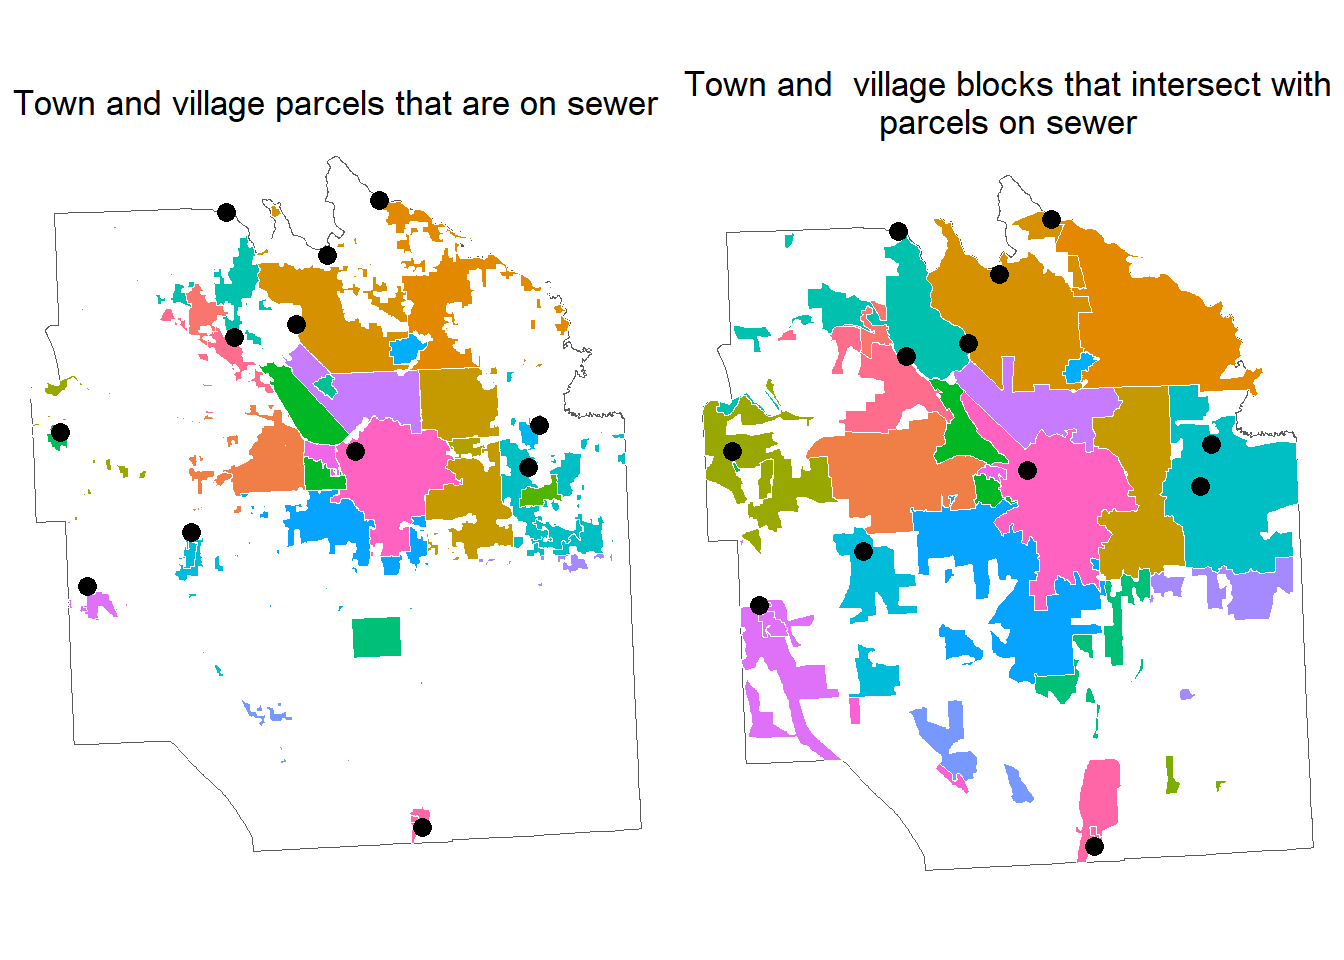 Town and village parcels that are on sewer
Town and  village blocks that intersect with
parcels on sewer